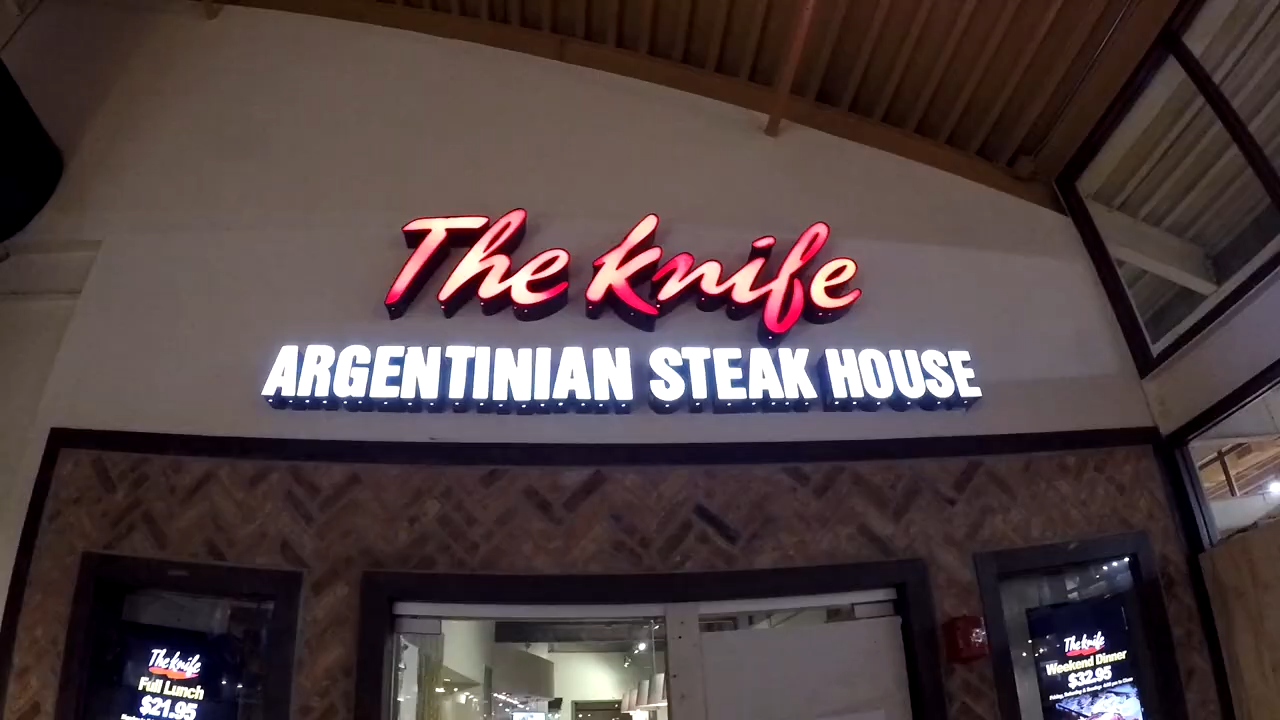 The knife
ARGENTINIAN STEAK HOUSE
The knife
Full Lunch
$21.95
The knife
Weekend Dinner
$32.95